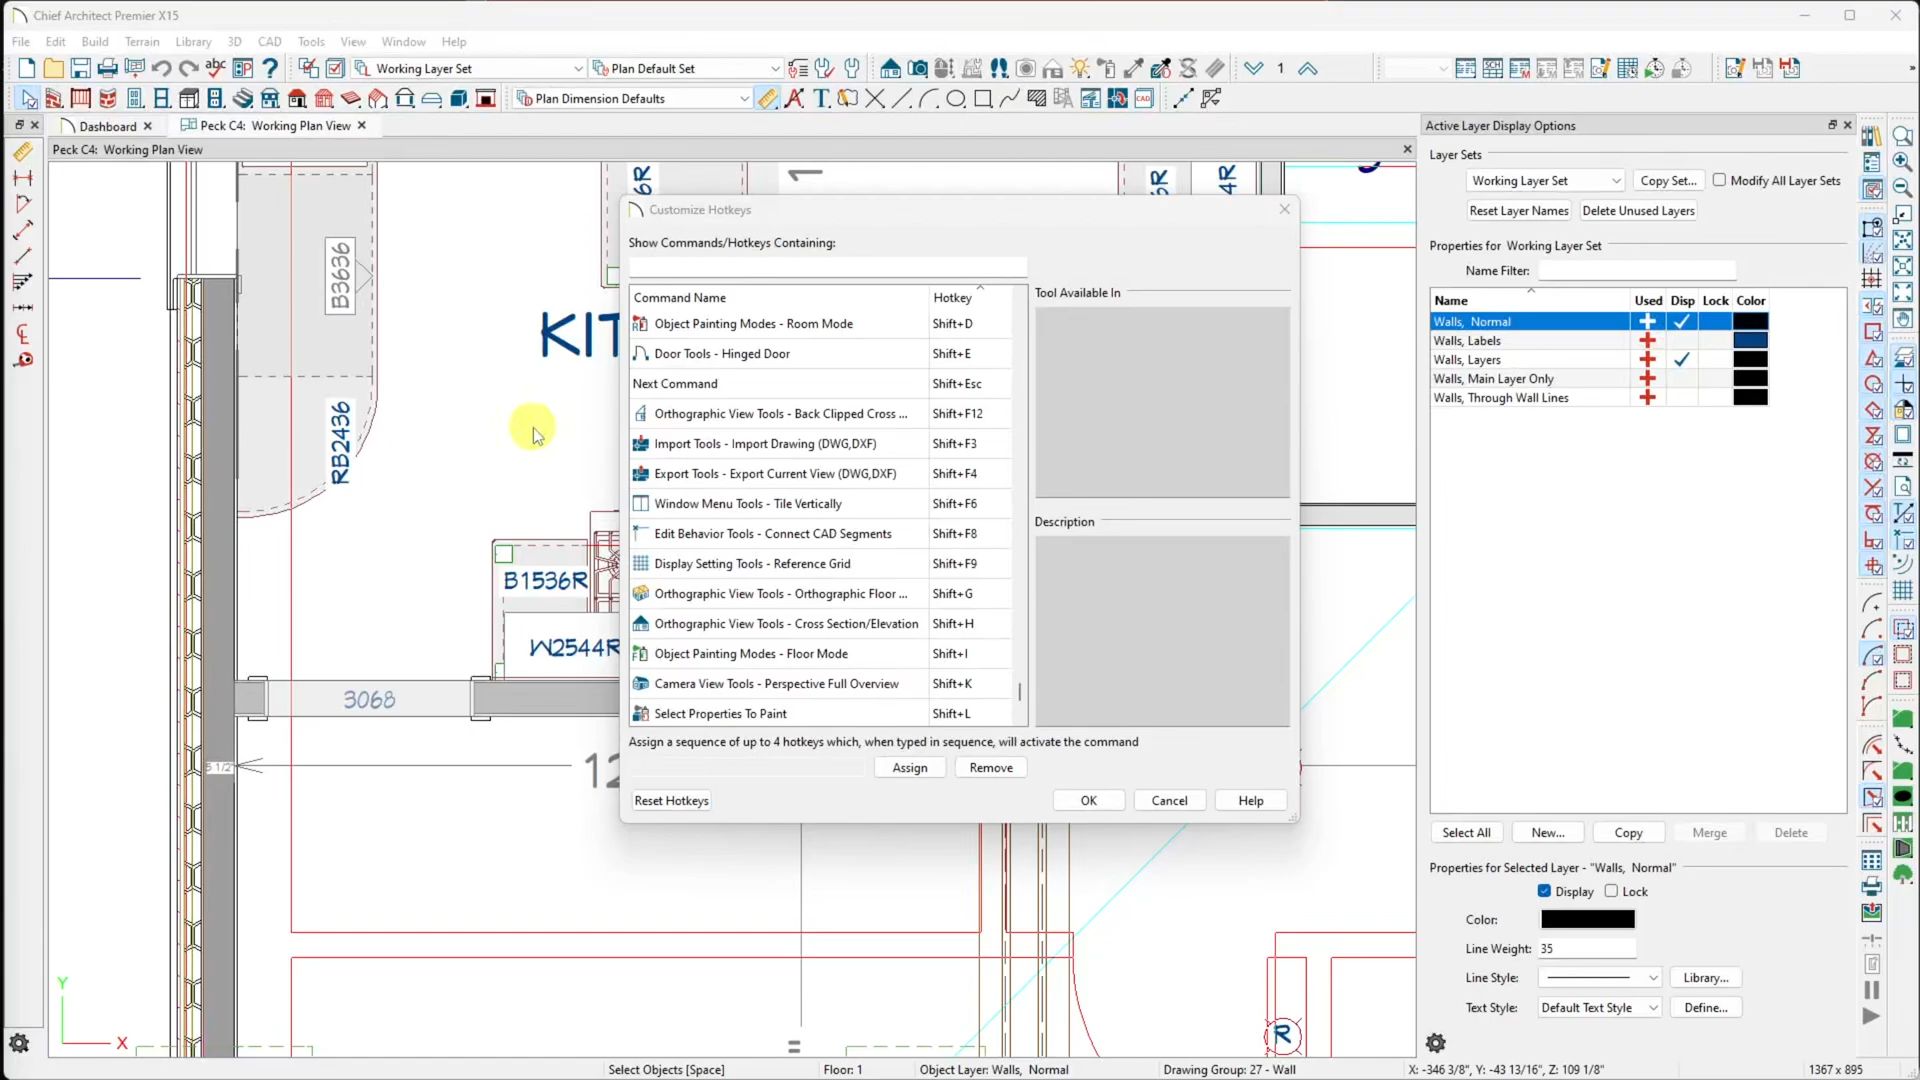 Chief Architect Premier X15
File Edit Build Terrain Library 3D CAD Tools View Window Help
abc Working Layer Set Plan Default Set 1
Plan Dimension Defaults CAD
Dashboard Peck C4: Working Plan View
Peck C4: Working Plan View
B3636
RB2436
KIT
B1536R
W2544R
3068
5 1/2"
12
6R
1
5R
4R
R
Y
X
Customize Hotkeys
Show Commands/Hotkeys Containing:
Command Name Hotkey
Object Painting Modes - Room Mode Shift+D
Door Tools - Hinged Door Shift+E
Next Command Shift+Esc
Orthographic View Tools - Back Clipped Cross ... Shift+F12
Import Tools - Import Drawing (DWG,DXF) Shift+F3
Export Tools - Export Current View (DWG,DXF) Shift+F4
Window Menu Tools - Tile Vertically Shift+F6
Edit Behavior Tools - Connect CAD Segments Shift+F8
Display Setting Tools - Reference Grid Shift+F9
Orthographic View Tools - Orthographic Floor ... Shift+G
Orthographic View Tools - Cross Section/Elevation Shift+H
Object Painting Modes - Floor Mode Shift+I
Camera View Tools - Perspective Full Overview Shift+K
Select Properties To Paint Shift+L
Tool Available In
Description
Assign a sequence of up to 4 hotkeys which, when typed in sequence, will activate the command
Assign Remove
Reset Hotkeys OK Cancel Help
Active Layer Display Options
Layer Sets
Working Layer Set Copy Set... Modify All Layer Sets
Reset Layer Names Delete Unused Layers
Properties for Working Layer Set
Name Filter:
Name Used Disp Lock Color
Walls, Normal
Walls, Labels
Walls, Layers
Walls, Main Layer Only
Walls, Through Wall Lines
Select All New... Copy Merge Delete
Properties for Selected Layer - "Walls, Normal"
Display Lock
Color:
Line Weight: 35
Line Style: Library...
Text Style: Default Text Style Define...
Select Objects [Space] Floor: 1 Object Layer: Walls, Normal Drawing Group: 27 - Wall X: -346 3/8", Y: -43 13/16", Z: 109 1/8" 1367 x 895